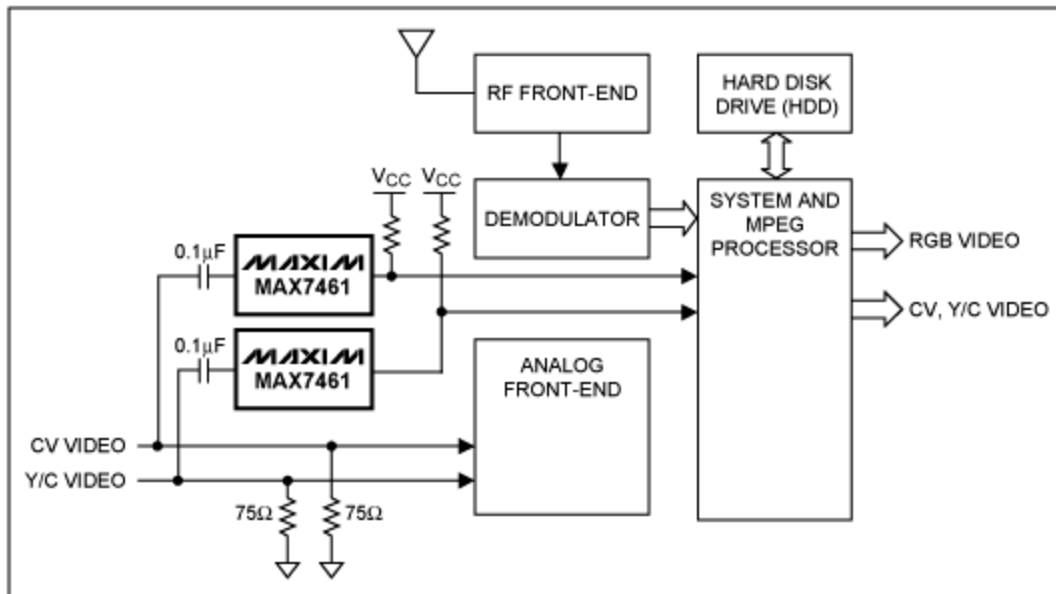 RF FRONT-END
HARD DISK
DRIVE (HDD)
VCC
VCC
DEMODULATOR
SYSTEM AND
MPEG
PROCESSOR
RGB VIDEO
0.1μF
MAXIM
MAX7461
CV, Y/C VIDEO
0.1μF
MAXIM
MAX7461
ANALOG
FRONT-END
CV VIDEO
Y/C VIDEO
75Ω
75Ω